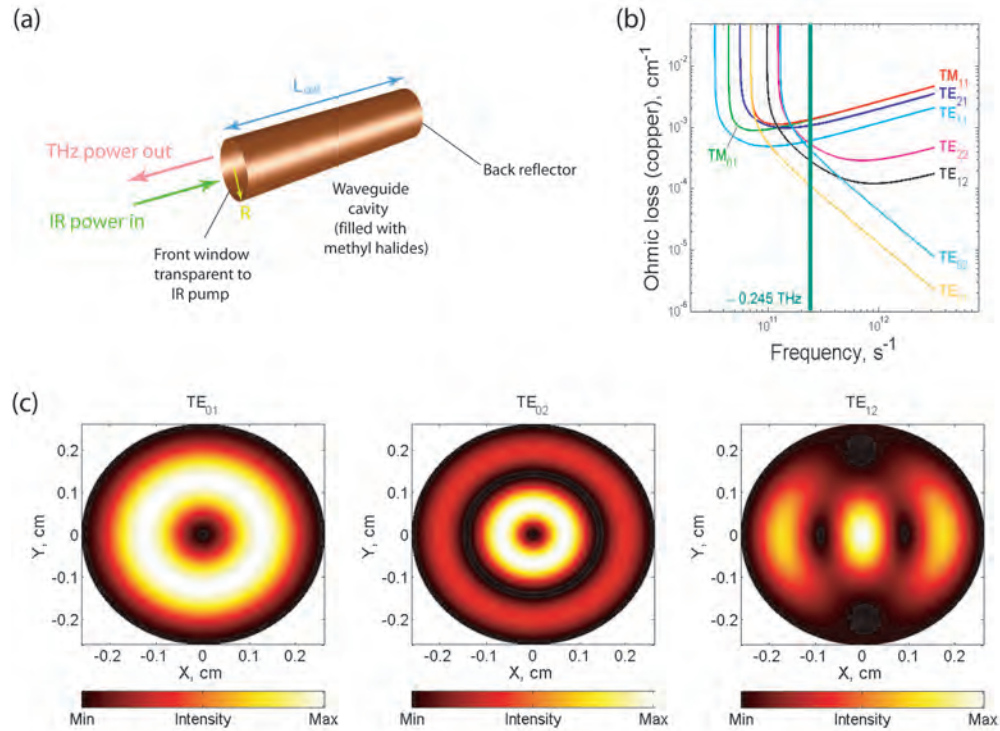 (a)
L_cell
THz power out
IR power in
R
Front window
transparent to
IR pump
Waveguide
cavity
(filled with
methyl halides)
Back reflector
(b)
Ohmic loss (copper), cm⁻¹
10⁻²
10⁻³
10⁻⁴
10⁻⁵
10⁻⁶
TM₁₁
TE₂₁
TE₁₁
TM₀₁
TE₂₂
TE₁₂
TE₀₂
0.245 THz
10¹¹
10¹²
Frequency, s⁻¹
(c)
TE₀₁
Y, cm
0.2
0.1
0
-0.1
-0.2
-0.2 -0.1 0 0.1 0.2
X, cm
Min Intensity Max
TE₀₂
Y, cm
0.2
0.1
0
-0.1
-0.2
-0.2 -0.1 0 0.1 0.2
X, cm
Min Intensity Max
TE₁₂
Y, cm
0.2
0.1
0
-0.1
-0.2
-0.2 -0.1 0 0.1 0.2
X, cm
Min Intensity Max